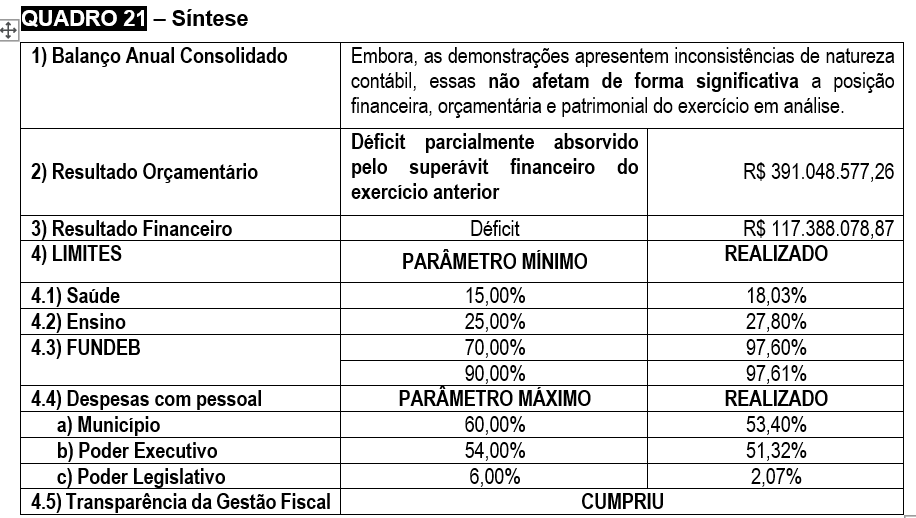 QUADRO 21 – Síntese
1) Balanço Anual Consolidado
Embora, as demonstrações apresentem inconsistências de natureza
contábil, essas não afetam de forma significativa a posição
financeira, orçamentária e patrimonial do exercício em análise.
2) Resultado Orçamentário
Déficit parcialmente absorvido
pelo superávit financeiro do
exercício anterior
R$ 391.048.577,26
3) Resultado Financeiro
Déficit
R$ 117.388.078,87
4) LIMITES
PARÂMETRO MÍNIMO
REALIZADO
4.1) Saúde
15,00%
18,03%
4.2) Ensino
25,00%
27,80%
4.3) FUNDEB
70,00%
97,60%
90,00%
97,61%
4.4) Despesas com pessoal
PARÂMETRO MÁXIMO
REALIZADO
a) Município
60,00%
53,40%
b) Poder Executivo
54,00%
51,32%
c) Poder Legislativo
6,00%
2,07%
4.5) Transparência da Gestão Fiscal
CUMPRIU